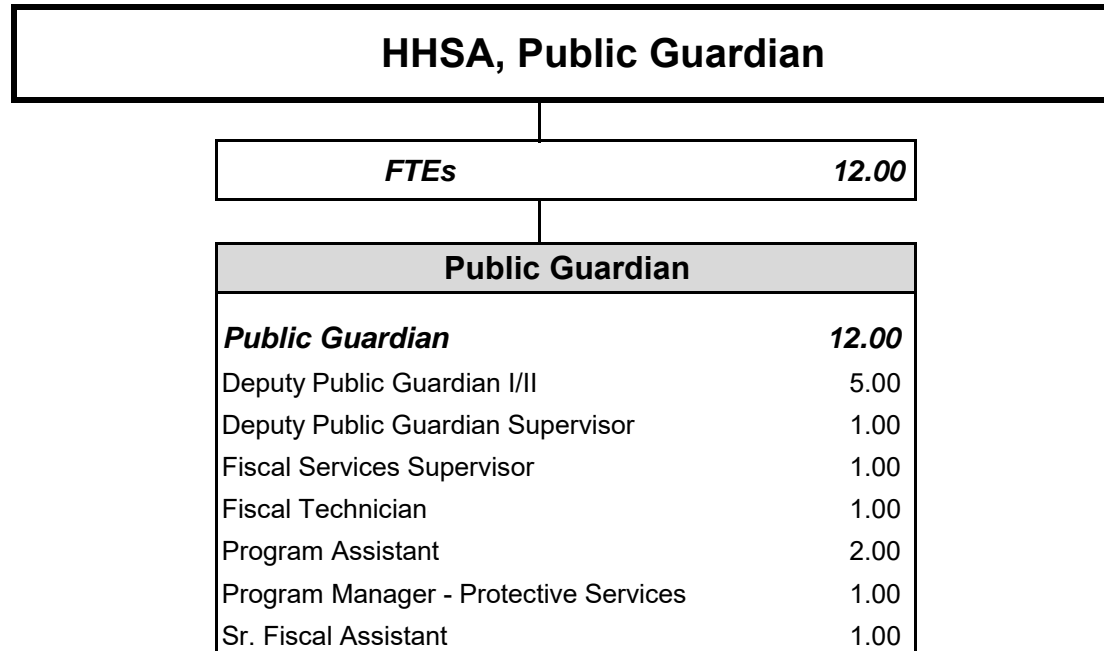 HHSA, Public Guardian
FTEs 12.00
Public Guardian
Public Guardian 12.00
Deputy Public Guardian I/II 5.00
Deputy Public Guardian Supervisor 1.00
Fiscal Services Supervisor 1.00
Fiscal Technician 1.00
Program Assistant 2.00
Program Manager - Protective Services 1.00
Sr. Fiscal Assistant 1.00